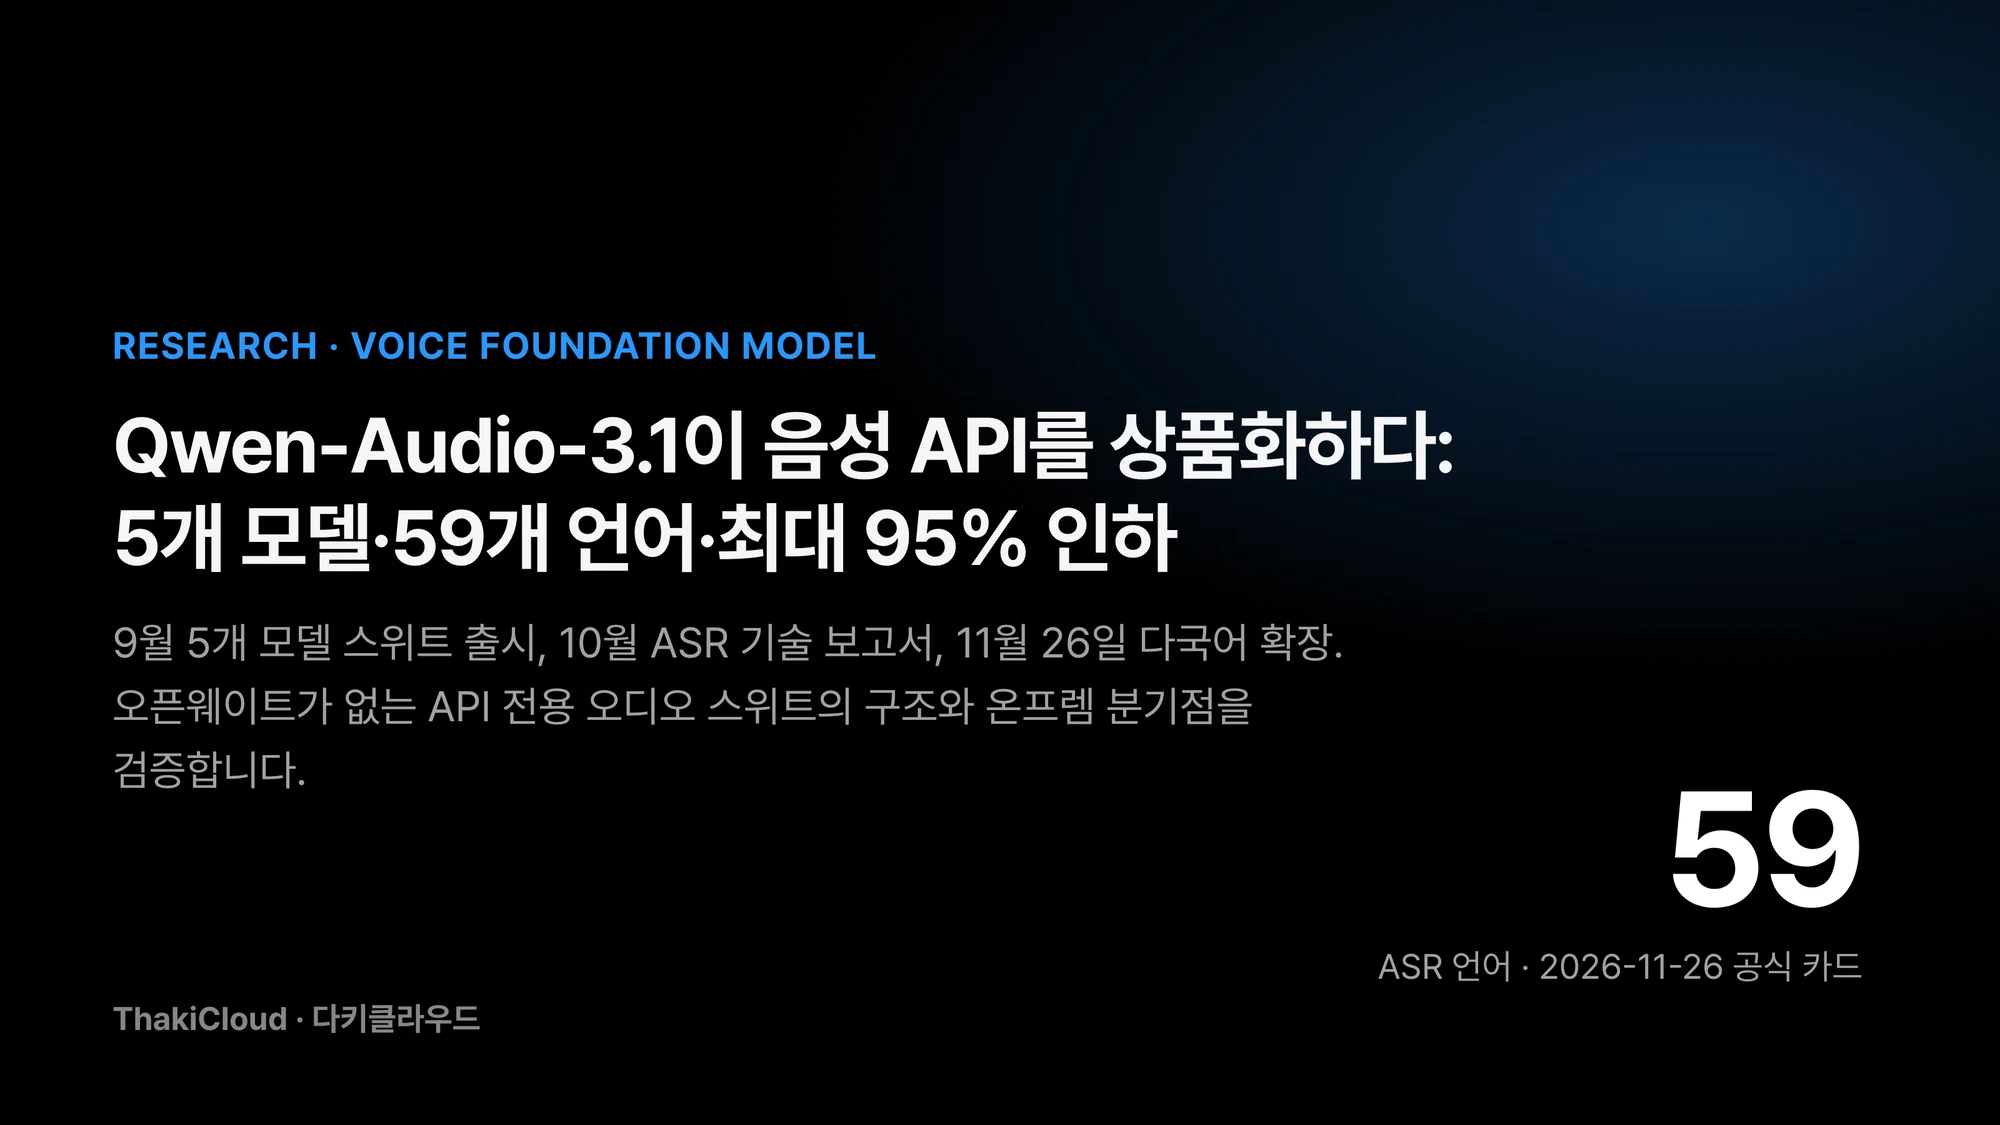 RESEARCH · VOICE FOUNDATION MODEL
Qwen-Audio-3.1이 음성 API를 상품화하다:
5개 모델·59개 언어·최대 95% 인하
9월 5개 모델 스위트 출시, 10월 ASR 기술 보고서, 11월 26일 다국어 확장.
오픈웨이트가 없는 API 전용 오디오 스위트의 구조와 온프렘 분기점을
검증합니다.
59
ASR 언어 · 2026-11-26 공식 카드
ThakiCloud · 다키클라우드